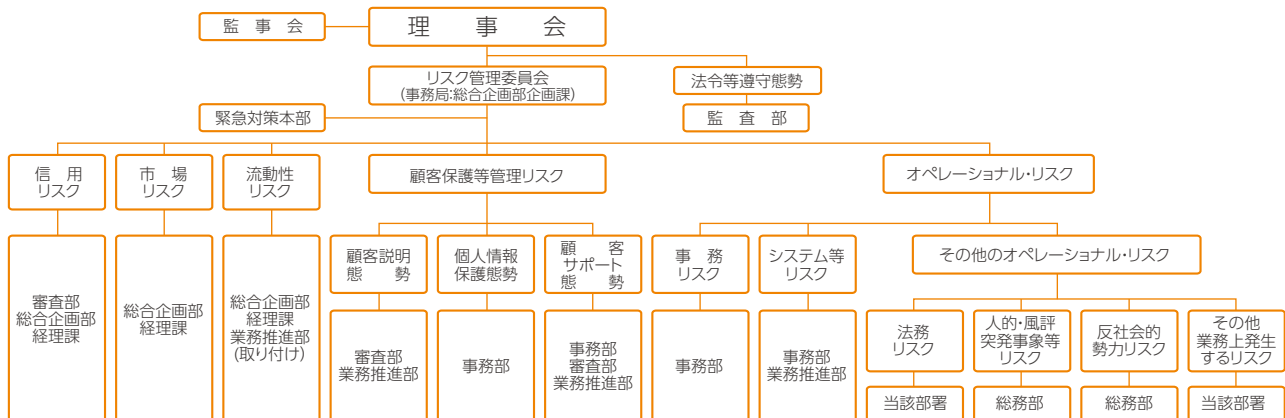 監 事 会
理 事 会
リスク管理委員会
(事務局:総合企画部企画課)
法令等遵守態勢
緊急対策本部
監 査 部
信 用
リスク
市 場
リスク
流動性
リスク
顧客保護等管理リスク
オペレーショナル・リスク
顧客説明
態 勢
個人情報
保護態勢
顧 客
サポート
態 勢
事 務
リスク
システム等
リスク
その他のオペレーショナル・リスク
審査部
総合企画部
経理課
総合企画部
経理課
総合企画部
経理課
業務推進部
(取り付け)
審査部
業務推進部
事務部
事務部
審査部
業務推進部
事務部
事務部
業務推進部
法務
リスク
人的・風評
突発事象等
リスク
反社会的
勢力リスク
その他
業務上発生
するリスク
当該部署
総務部
総務部
当該部署